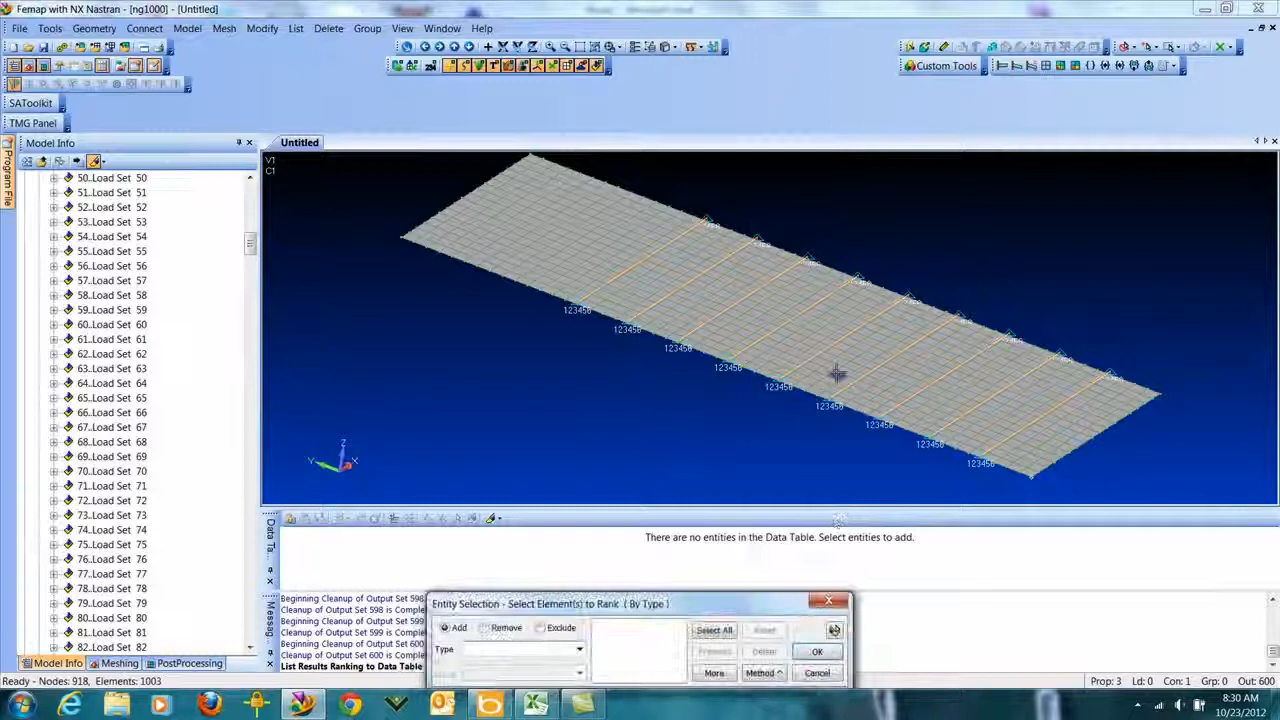 Femap with NX Nastran - [ng1000] - [Untitled]
File Tools Geometry Connect Model Mesh Modify List Delete Group View Window Help
Custom Tools
SAToolkit
TMG Panel
Program File
Model Info
Untitled
50..Load Set 50
51..Load Set 51
52..Load Set 52
53..Load Set 53
54..Load Set 54
55..Load Set 55
56..Load Set 56
57..Load Set 57
58..Load Set 58
59..Load Set 59
60..Load Set 60
61..Load Set 61
62..Load Set 62
63..Load Set 63
64..Load Set 64
65..Load Set 65
66..Load Set 66
67..Load Set 67
68..Load Set 68
69..Load Set 69
70..Load Set 70
71..Load Set 71
72..Load Set 72
73..Load Set 73
74..Load Set 74
75..Load Set 75
76..Load Set 76
77..Load Set 77
78..Load Set 78
79..Load Set 79
80..Load Set 80
81..Load Set 81
82..Load Set 82
Model Info Meshing PostProcessing
V1
C1
123456
123456
123456
123456
123456
123456
123456
123456
123456
Z
Y
X
Data Ta...
There are no entities in the Data Table. Select entities to add.
Messag
Beginning Cleanup of Output Set 598
Cleanup of Output Set 598 is Comple
Beginning Cleanup of Output Set 599
Cleanup of Output Set 599 is Comple
Beginning Cleanup of Output Set 600
Cleanup of Output Set 600 is Comple
List Results Ranking to Data Table
Entity Selection - Select Element(s) to Rank ( By Type )
Add Remove Exclude
Select All Reset
Type
Previous Delete OK
More Method ^ Cancel
Ready - Nodes: 918, Elements: 1003
Prop: 3 Ld: 0 Con: 1 Grp: 0 Out: 600
8:30 AM
10/23/2012